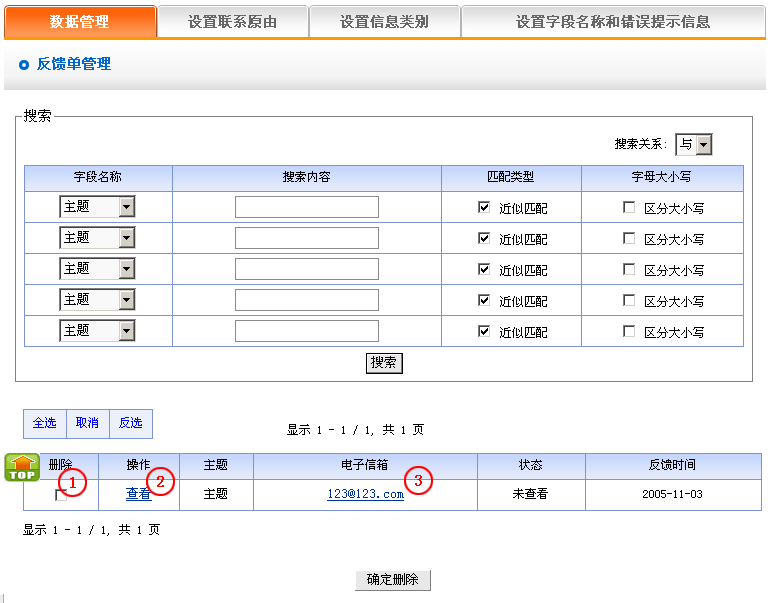 数据管理 设置联系原由 设置信息类别 设置字段名称和错误提示信息
反馈单管理
搜索
搜索关系: 与
字段名称 搜索内容 匹配类型 字母大小写
主题 近似匹配 区分大小写
主题 近似匹配 区分大小写
主题 近似匹配 区分大小写
主题 近似匹配 区分大小写
主题 近似匹配 区分大小写
搜索
全选 取消 反选 显示 1 - 1 / 1, 共 1 页
TOP 删除 操作 主题 电子信箱 状态 反馈时间
1 2 3
查看 主题 123@123.com 未查看 2005-11-03
显示 1 - 1 / 1, 共 1 页
确定删除